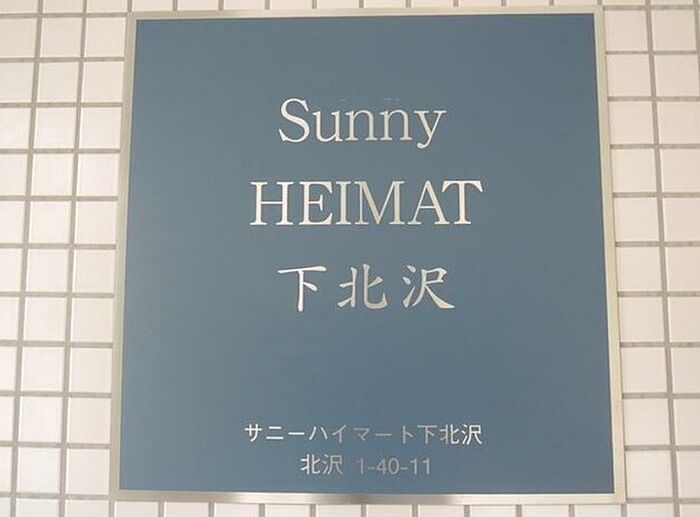 Sunny
HEIMAT
下北沢
サニーハイマート下北沢
北沢 1-40-11